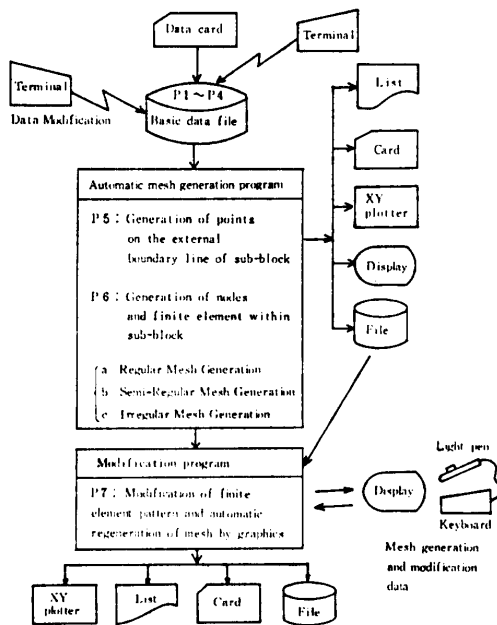 Data card
Terminal
Terminal
Data Modification
P1～P4
Basic data file
List
Card
XY
plotter
Display
File
Automatic mesh generation program
P5: Generation of points
on the external
boundary line of sub-block
P6: Generation of nodes
and finite element within
sub-block
a Regular Mesh Generation
b Semi-Regular Mesh Generation
c Irregular Mesh Generation
Modification program
P7: Modification of finite
element pattern and automatic
regeneration of mesh by graphics
Display
Light pen
Keyboard
Mesh generation
and modification
data
XY
plotter
List
Card
File